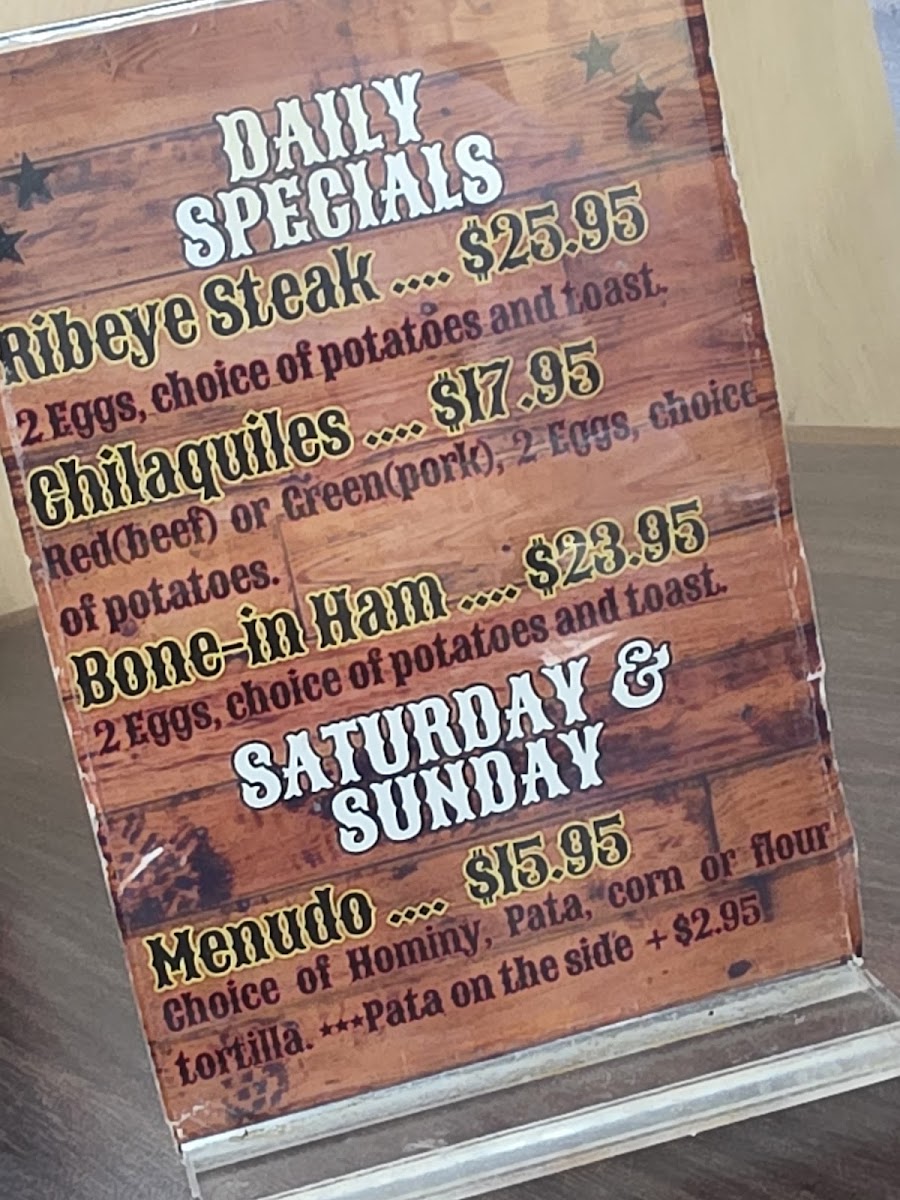 DAILY
SPECIALS
Ribeye Steak .... $25.95
2 Eggs, choice of potatoes and toast.
Chilaquiles .... $17.95
Red(beef) or Green(pork), 2 Eggs, choice
of potatoes.
Bone-in Ham .... $23.95
2 Eggs, choice of potatoes and toast.
SATURDAY &
SUNDAY
Menudo .... $15.95
Choice of Hominy, Pata, corn or flour
tortilla. ***Pata on the side + $2.95